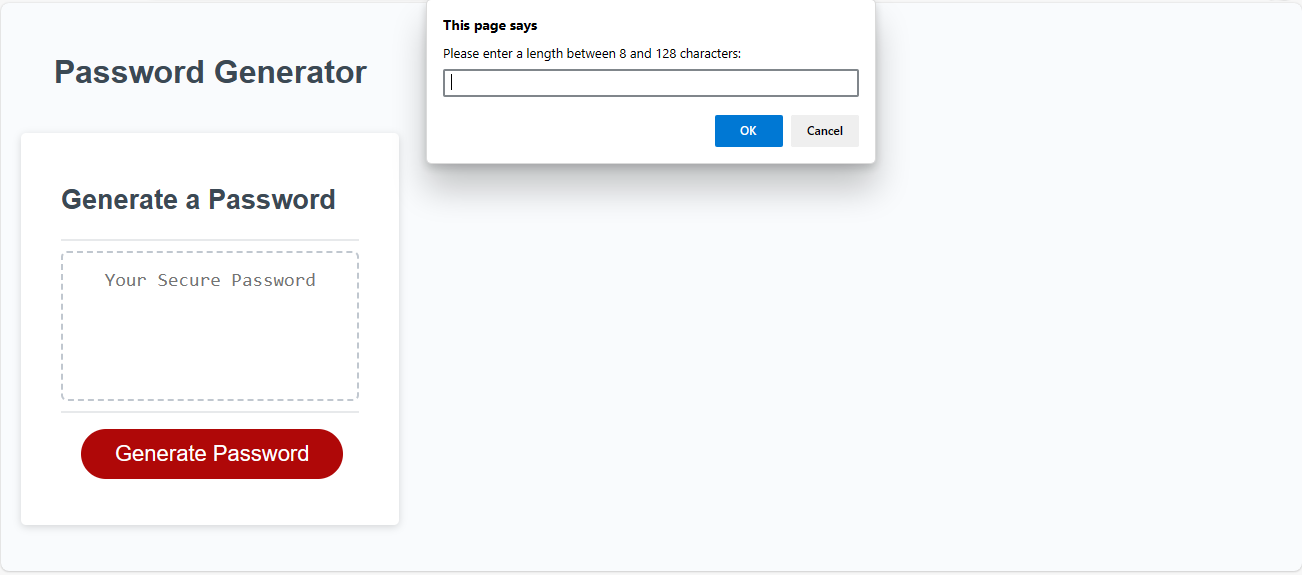 This page says
Please enter a length between 8 and 128 characters:
OK
Cancel
Password Generator
Generate a Password
Your Secure Password
Generate Password